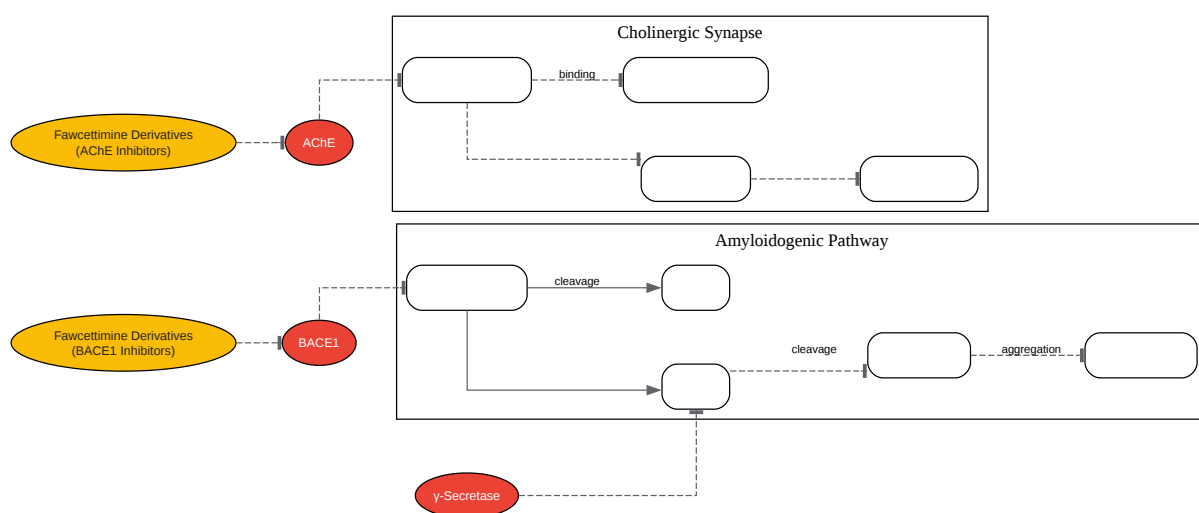 Cholinergic Synapse
binding
Fawcettimine Derivatives
(AChE Inhibitors)
AChE
Amyloidogenic Pathway
cleavage
Fawcettimine Derivatives
(BACE1 Inhibitors)
BACE1
cleavage
aggregation
γ-Secretase